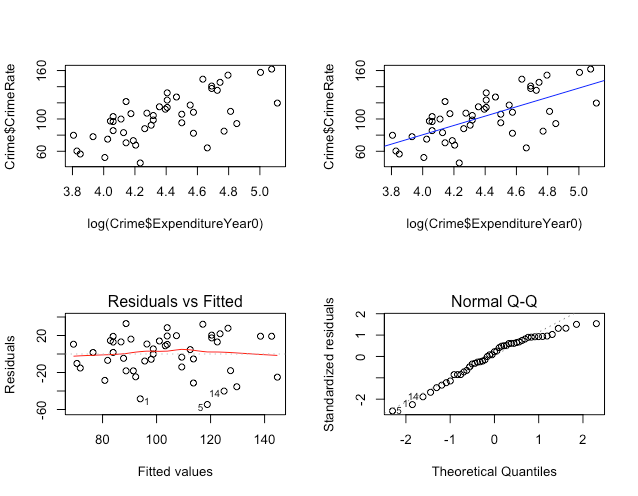 Crime$CrimeRate
160
100
60
3.8 4.0 4.2 4.4 4.6 4.8 5.0
log(Crime$ExpenditureYear0)
Crime$CrimeRate
160
100
60
3.8 4.0 4.2 4.4 4.6 4.8 5.0
log(Crime$ExpenditureYear0)
Residuals vs Fitted
Residuals
20
-20
-60
1
14
5
80 100 120 140
Fitted values
Normal Q-Q
Standardized residuals
2
1
0
-2
14
1
5
-2 -1 0 1 2
Theoretical Quantiles